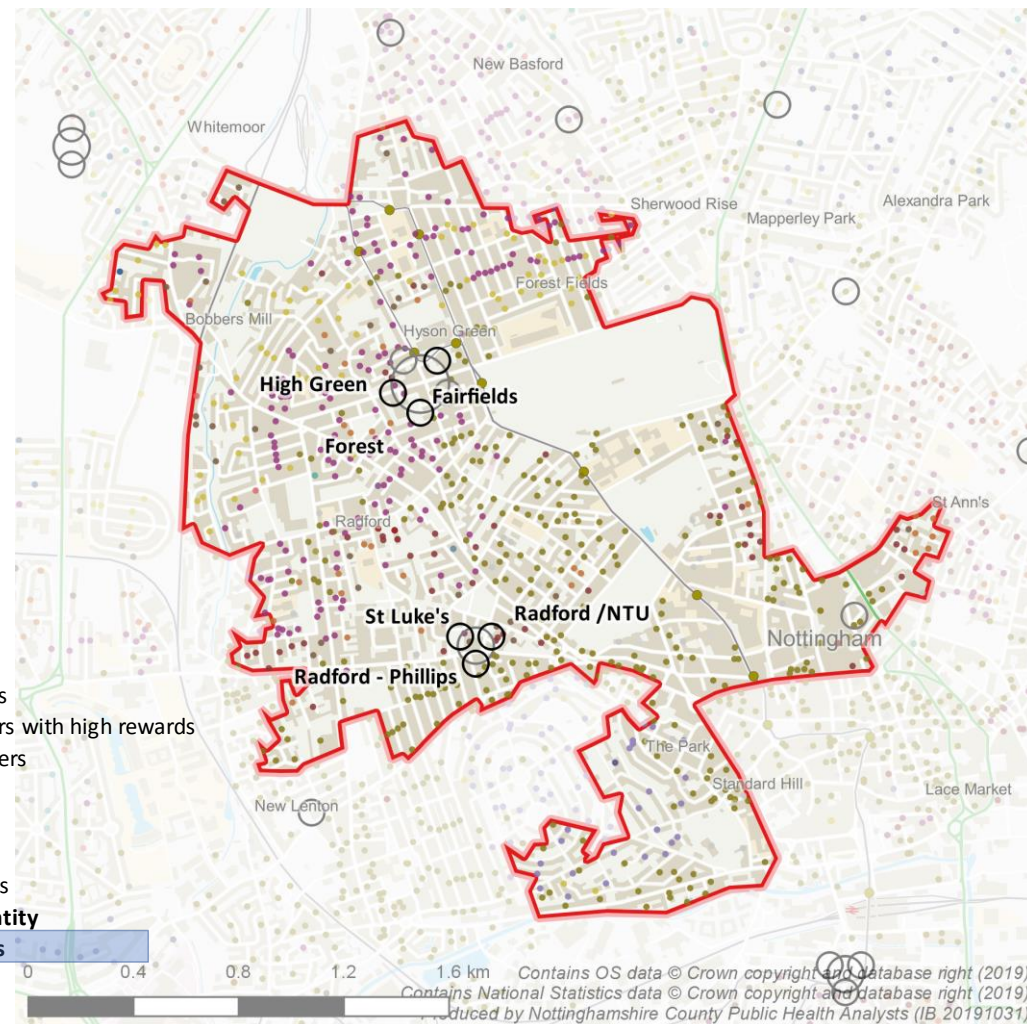 New Basford
Whitemoor
Sherwood Rise
Alexandra Park
Mapperley Park
Forest Fields
Bobbers Mill
Hyson Green
High Green
Fairfields
Forest
St Ann's
Radford
St Luke's
Radford /NTU
Nottingham
Radford - Phillips
s
rs with high rewards
ers
The Park
Standard Hill
Lace Market
New Lenton
s
tity
s
0
0.4
0.8
1.2
1.6 km
Contains OS data © Crown copyright and database right (2019)
Contains National Statistics data © Crown copyright and database right (2019)
Produced by Nottinghamshire County Public Health Analysts (IB 20191031)